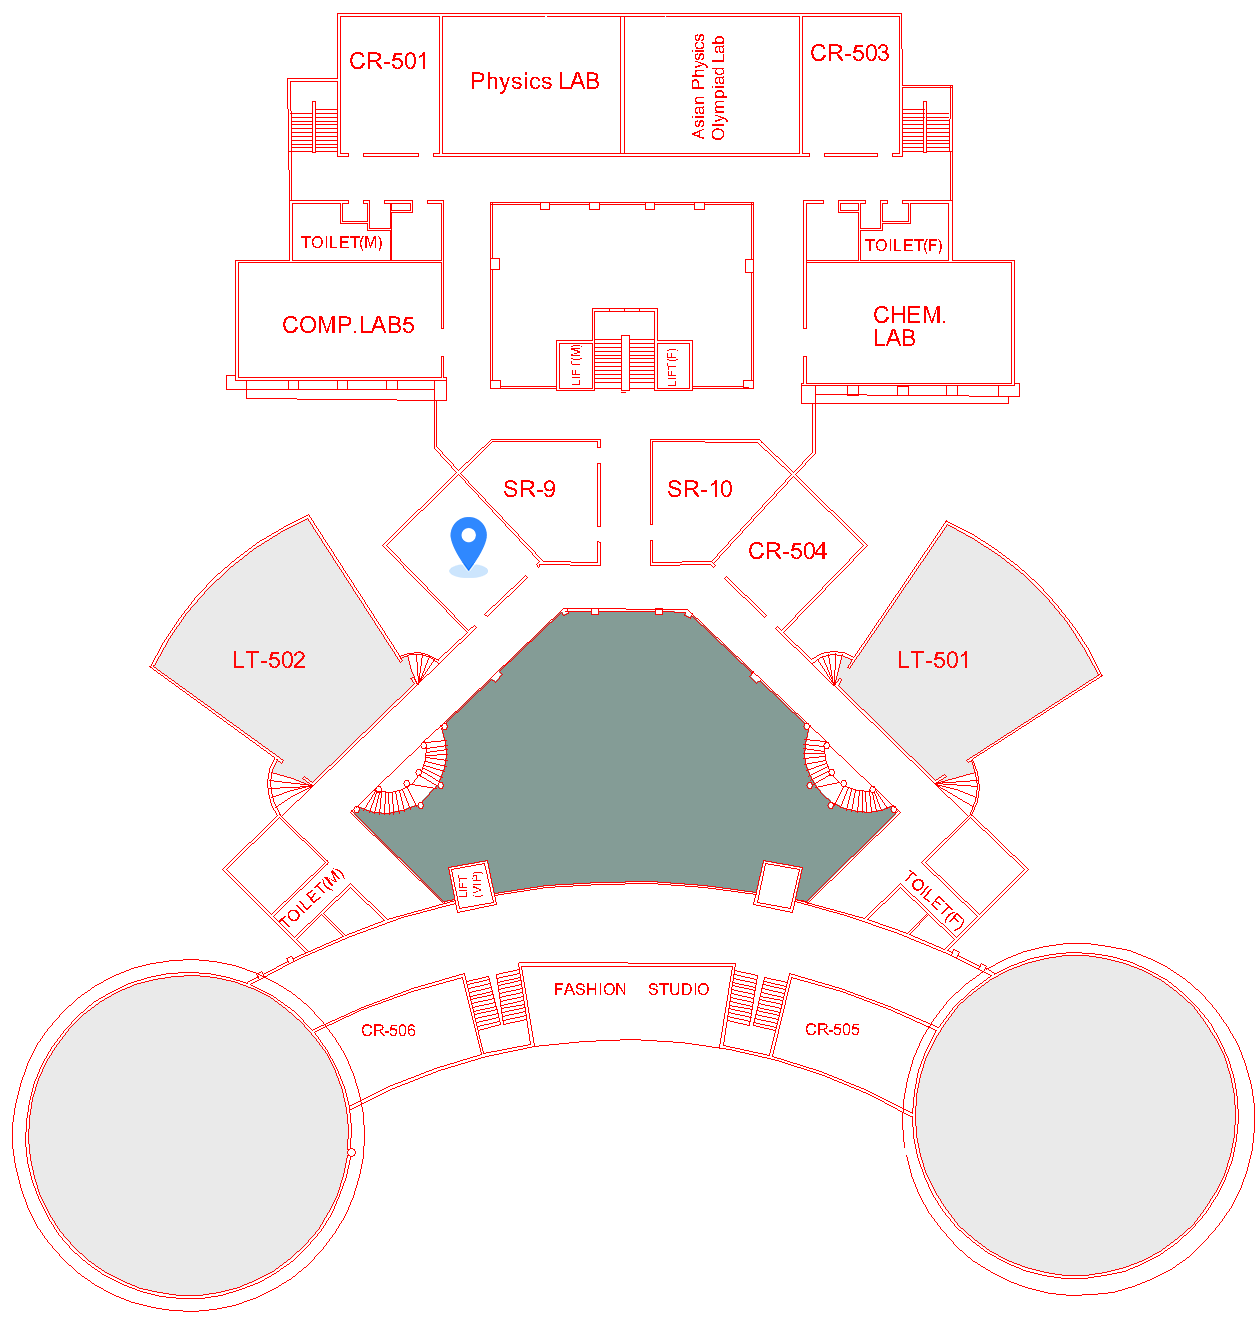 CR-501
Physics LAB
Asian Physics
Olympiad Lab
CR-503
TOILET(M)
TOILET(F)
COMP.LAB5
LIFT(M)
LIFT(F)
CHEM.
LAB
SR-9
SR-10
CR-504
LT-502
LT-501
TOILET(M)
LIFT
(VIP)
TOILET(F)
FASHION STUDIO
CR-506
CR-505